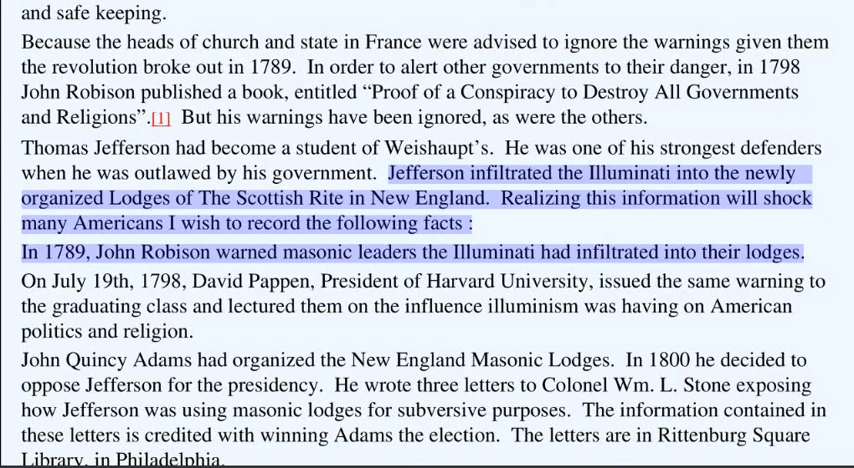 and safe keeping.
Because the heads of church and state in France were advised to ignore the warnings given them
the revolution broke out in 1789.  In order to alert other governments to their danger, in 1798
John Robison published a book, entitled “Proof of a Conspiracy to Destroy All Governments
and Religions”.[1]  But his warnings have been ignored, as were the others.
Thomas Jefferson had become a student of Weishaupt’s.  He was one of his strongest defenders
when he was outlawed by his government.  Jefferson infiltrated the Illuminati into the newly
organized Lodges of The Scottish Rite in New England.  Realizing this information will shock
many Americans I wish to record the following facts :
In 1789, John Robison warned masonic leaders the Illuminati had infiltrated into their lodges.
On July 19th, 1798, David Pappen, President of Harvard University, issued the same warning to
the graduating class and lectured them on the influence illuminism was having on American
politics and religion.
John Quincy Adams had organized the New England Masonic Lodges.  In 1800 he decided to
oppose Jefferson for the presidency.  He wrote three letters to Colonel Wm. L. Stone exposing
how Jefferson was using masonic lodges for subversive purposes.  The information contained in
these letters is credited with winning Adams the election.  The letters are in Rittenburg Square
Library, in Philadelphia.